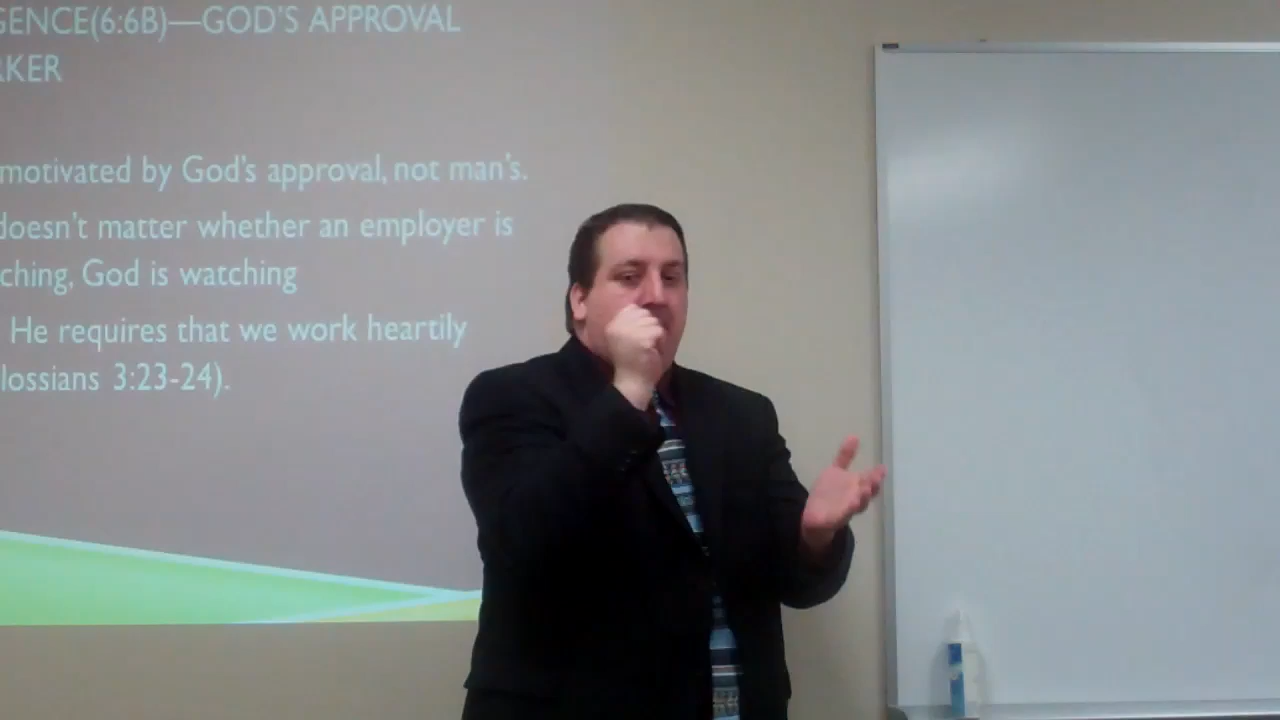 GENCE(6:6B)—GOD'S APPROVAL
RKER
motivated by God's approval, not man's.
doesn't matter whether an employer is
ching, God is watching
He requires that we work heartily
lossians 3:23-24).